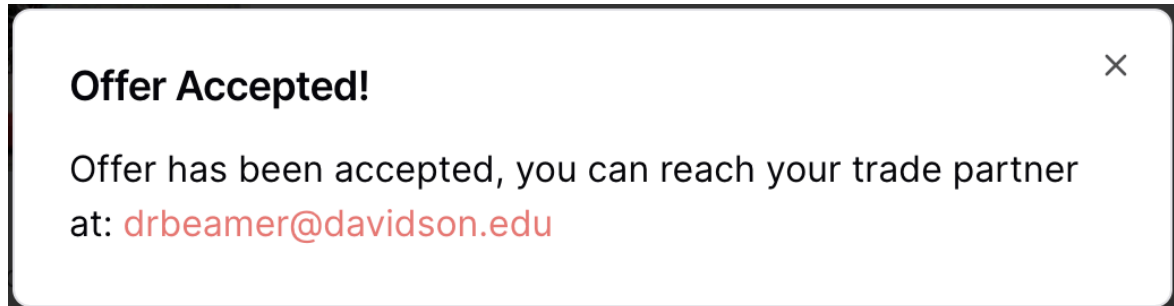 Offer Accepted!
Offer has been accepted, you can reach your trade partner
at: drbeamer@davidson.edu